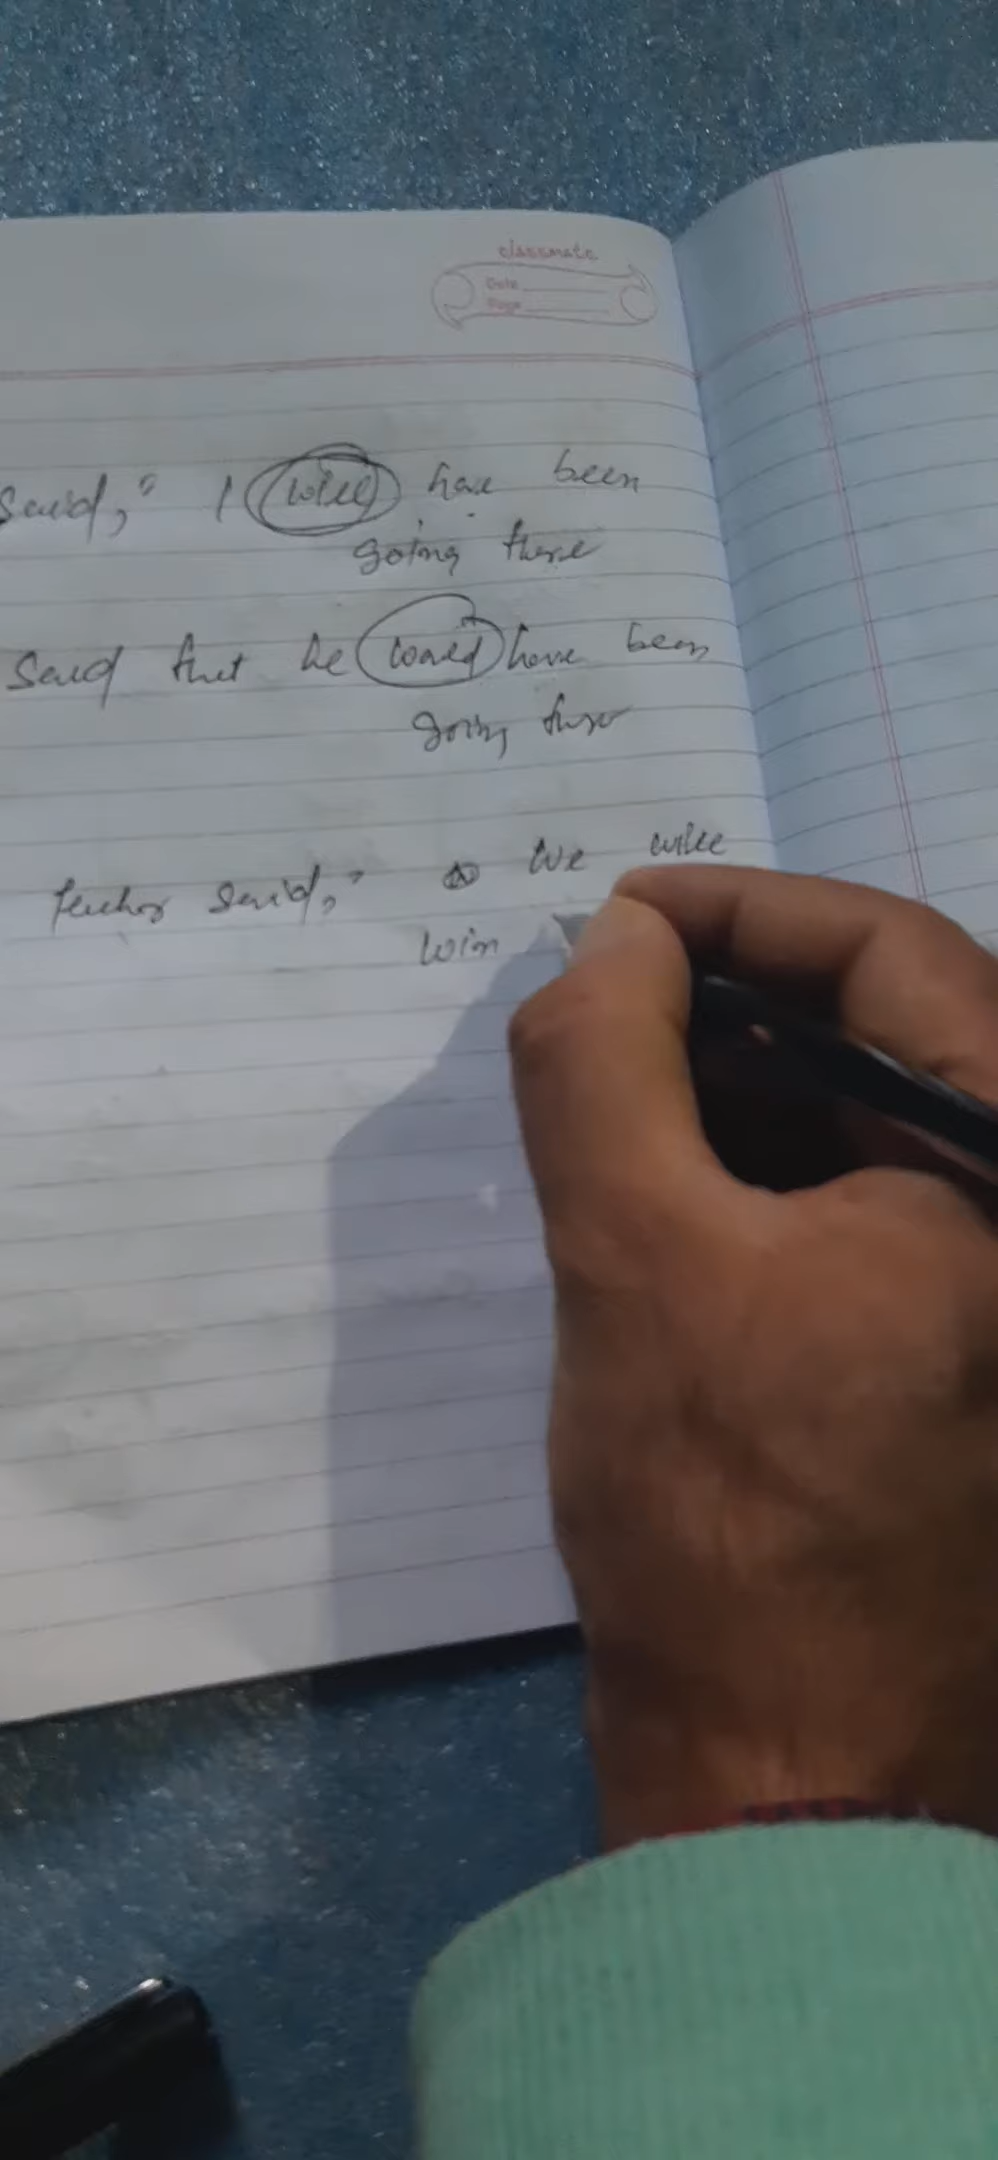 classmate
Date
Page
said," I will have been
going there
Said that he would have been
going there
teacher said," We will
win